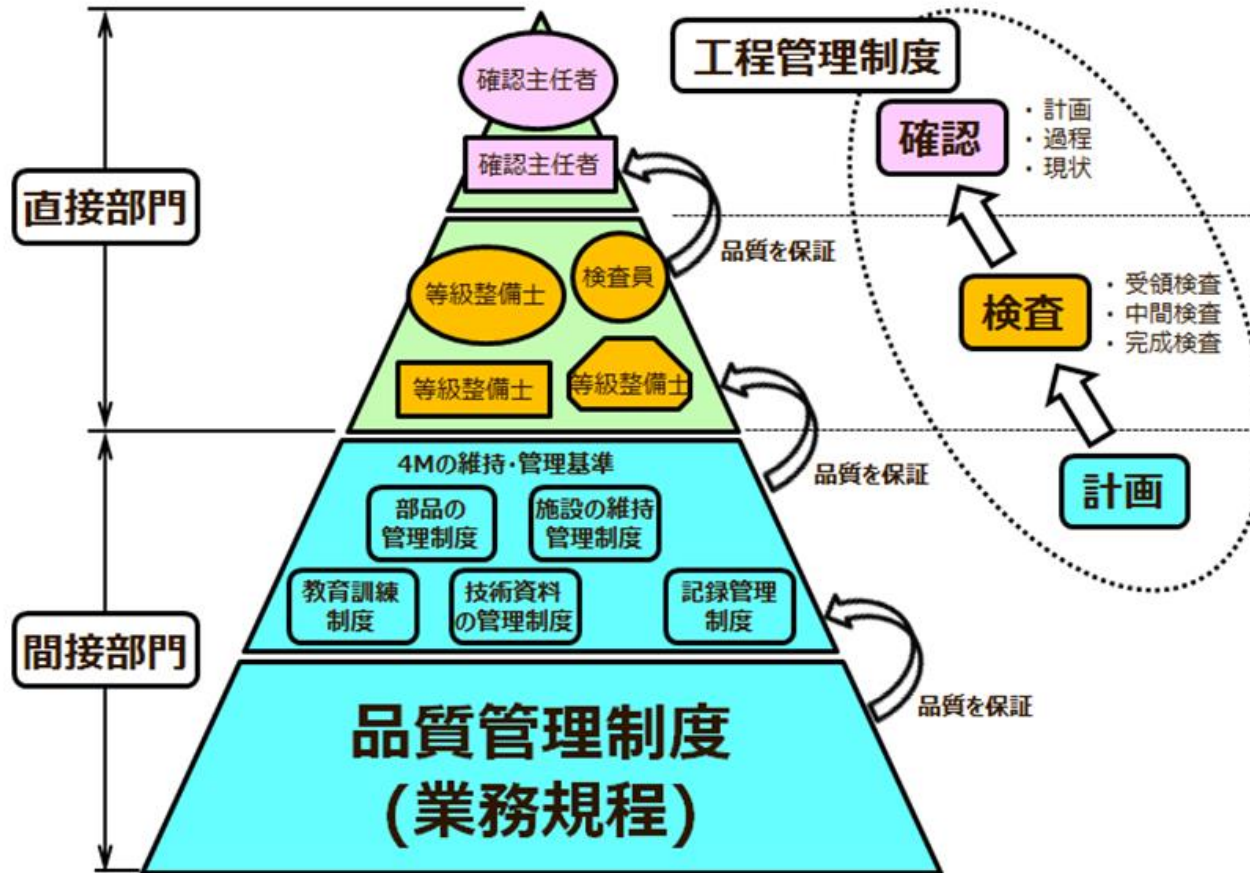 確認主任者
確認主任者
工程管理制度
確認
・計画
・過程
・現状
直接部門
品質を保証
等級整備士
検査員
等級整備士
等級整備士
検査
・受領検査
・中間検査
・完成検査
品質を保証
計画
4Mの維持・管理基準
部品の
管理制度
施設の維持
管理制度
教育訓練
制度
技術資料
の管理制度
記録管理
制度
間接部門
品質を保証
品質管理制度
(業務規程)